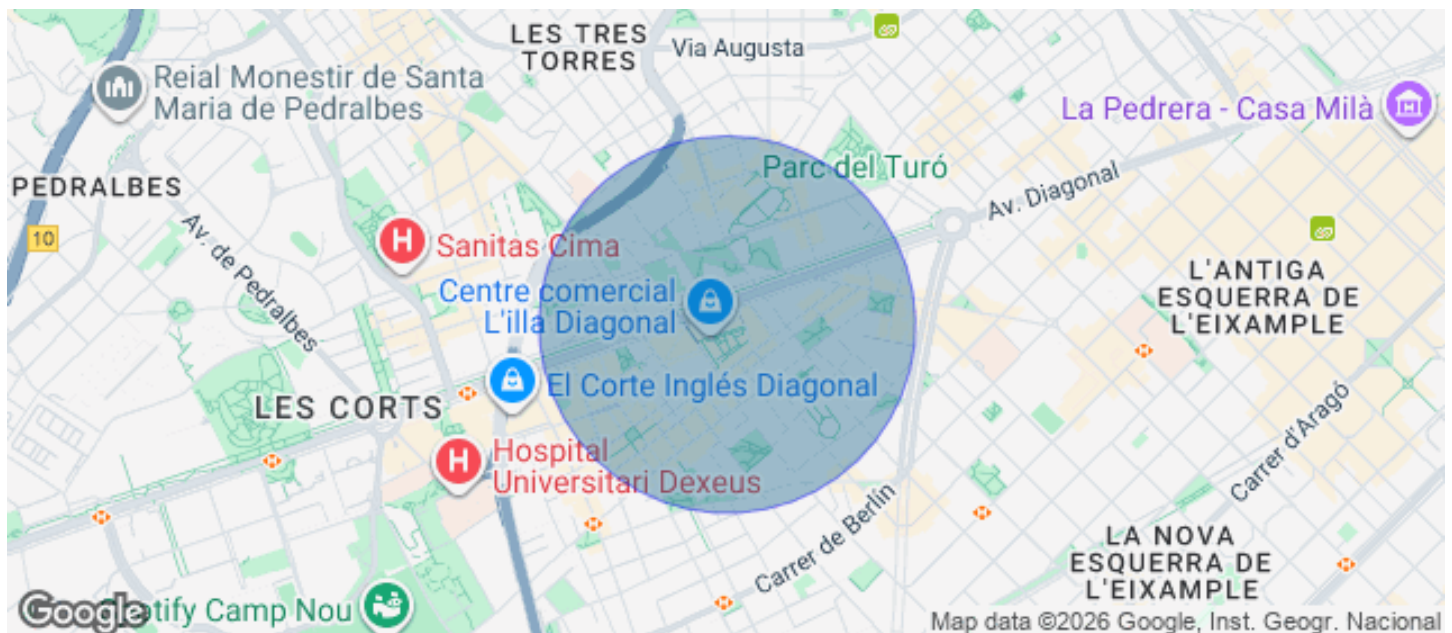 LES TRES
TORRES
Via Augusta
Reial Monestir de Santa
Maria de Pedralbes
La Pedrera - Casa Milà
PEDRALBES
Parc del Turó
Av. Diagonal
Av. de Pedralbes
10
H
Sanitas Cima
Centre comercial
L'illa Diagonal
L'ANTIGA
ESQUERRA DE
L'EIXAMPLE
El Corte Inglés Diagonal
LES CORTS
H
Hospital
Universitari Dexeus
Carrer d'Aragó
Carrer de Berlín
LA NOVA
ESQUERRA DE
L'EIXAMPLE
Google
Camp Nou
Map data ©2026 Google, Inst. Geogr. Nacional